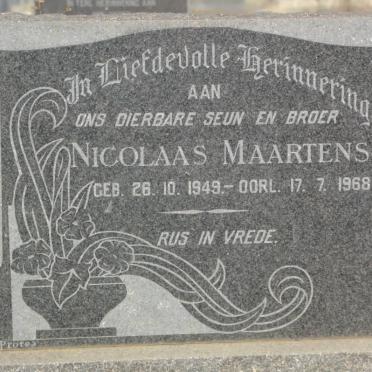 In Liefdevolle Herinnering
AAN
ONS DIERBARE SEUN EN BROER
NICOLAAS MAARTENS
GEB. 26. 10. 1949.– OORL. 17. 7. 1968
RUS IN VREDE.
Protea